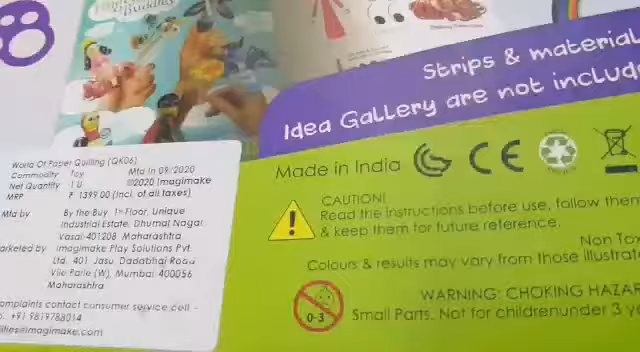 & Buddies
Strips & material
Idea Gallery are not includ
World Of Paper Quilling (QK06)
Commodity Toy Mfg in 09/2020
Net Quantity 1 U ©2020 Imagimake
MRP ₹ 1399.00 (Incl. of all taxes)
Mfg by By the Buy, 1st Floor, Unique
Industrial Estate, Dhumal Nagar
Vasai-401208, Maharashtra
arketed by Imagimake Play Solutions Pvt.
Ltd. 401 Jasu, Dadabhai Road
Vile Parle (W), Mumbai 400056
Maharashtra
omplaints contact consumer service cell -
+91 9819788014
Made in India
CE
CAUTION!
Read the instructions before use, follow them
& keep them for future reference.
Non Tox
Colours & results may vary from those illustrat
WARNING: CHOKING HAZAR
0-3 Small Parts. Not for childrenunder 3 y